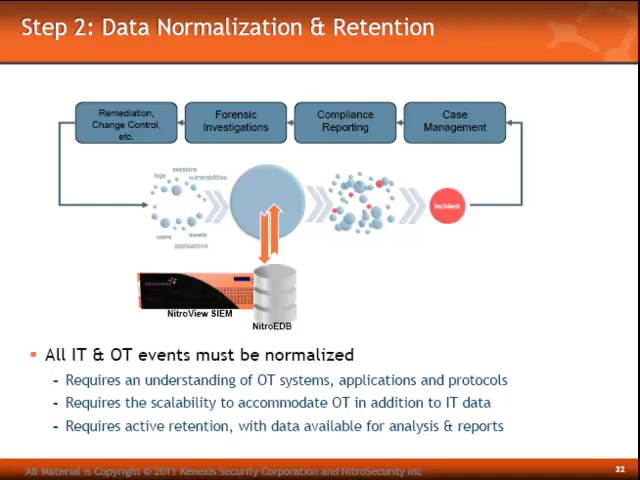 Step 2: Data Normalization & Retention
Remediation,
Change Control,
etc.
Forensic
Investigations
Compliance
Reporting
Case
Management
logs
sessions
vulnerabilities
users
assets
applications
Incident
NitroView SIEM
NitroEDB
▪ All IT & OT events must be normalized
- Requires an understanding of OT systems, applications and protocols
- Requires the scalability to accommodate OT in addition to IT data
- Requires active retention, with data available for analysis & reports
All Material is Copyright © 2011 Kenexis Security Corporation and NitroSecurity Inc
32